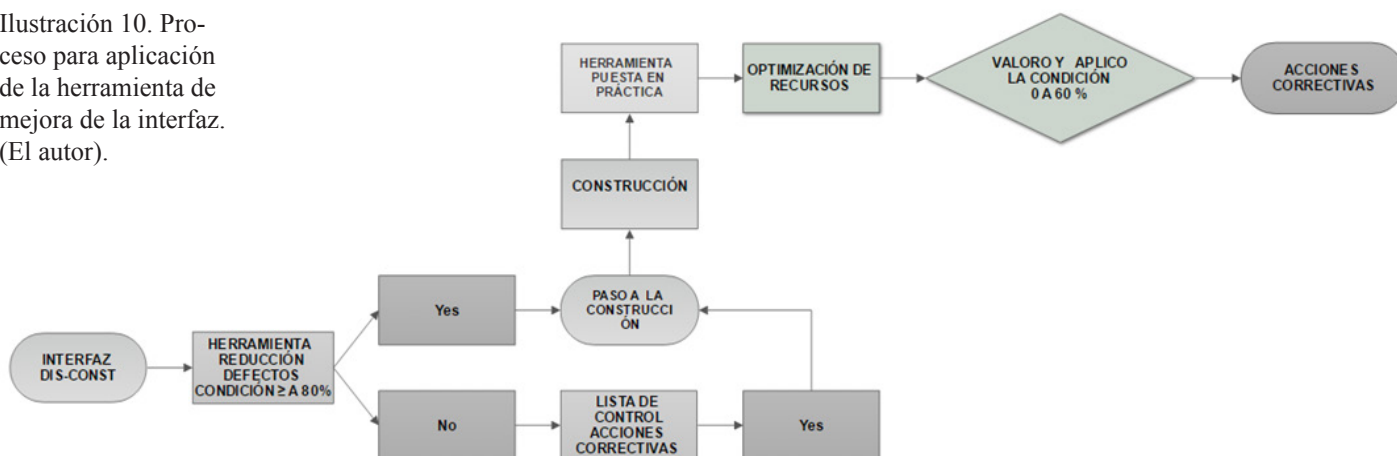 Ilustración 10. Pro-
ceso para aplicación
de la herramienta de
mejora de la interfaz.
(El autor).
HERRAMIENTA
PUESTA EN
PRÁCTICA
OPTIMIZACIÓN DE
RECURSOS
VALORO Y APLICO
LA CONDICIÓN
0 A 60 %
ACCIONES
CORRECTIVAS
CONSTRUCCIÓN
Yes
PASO A LA
CONSTRUCCI
ÓN
INTERFAZ
DIS-CONST
HERRAMIENTA
REDUCCIÓN
DEFECTOS
CONDICIÓN ≥ A 80%
No
LISTA DE
CONTROL
ACCIONES
CORRECTIVAS
Yes